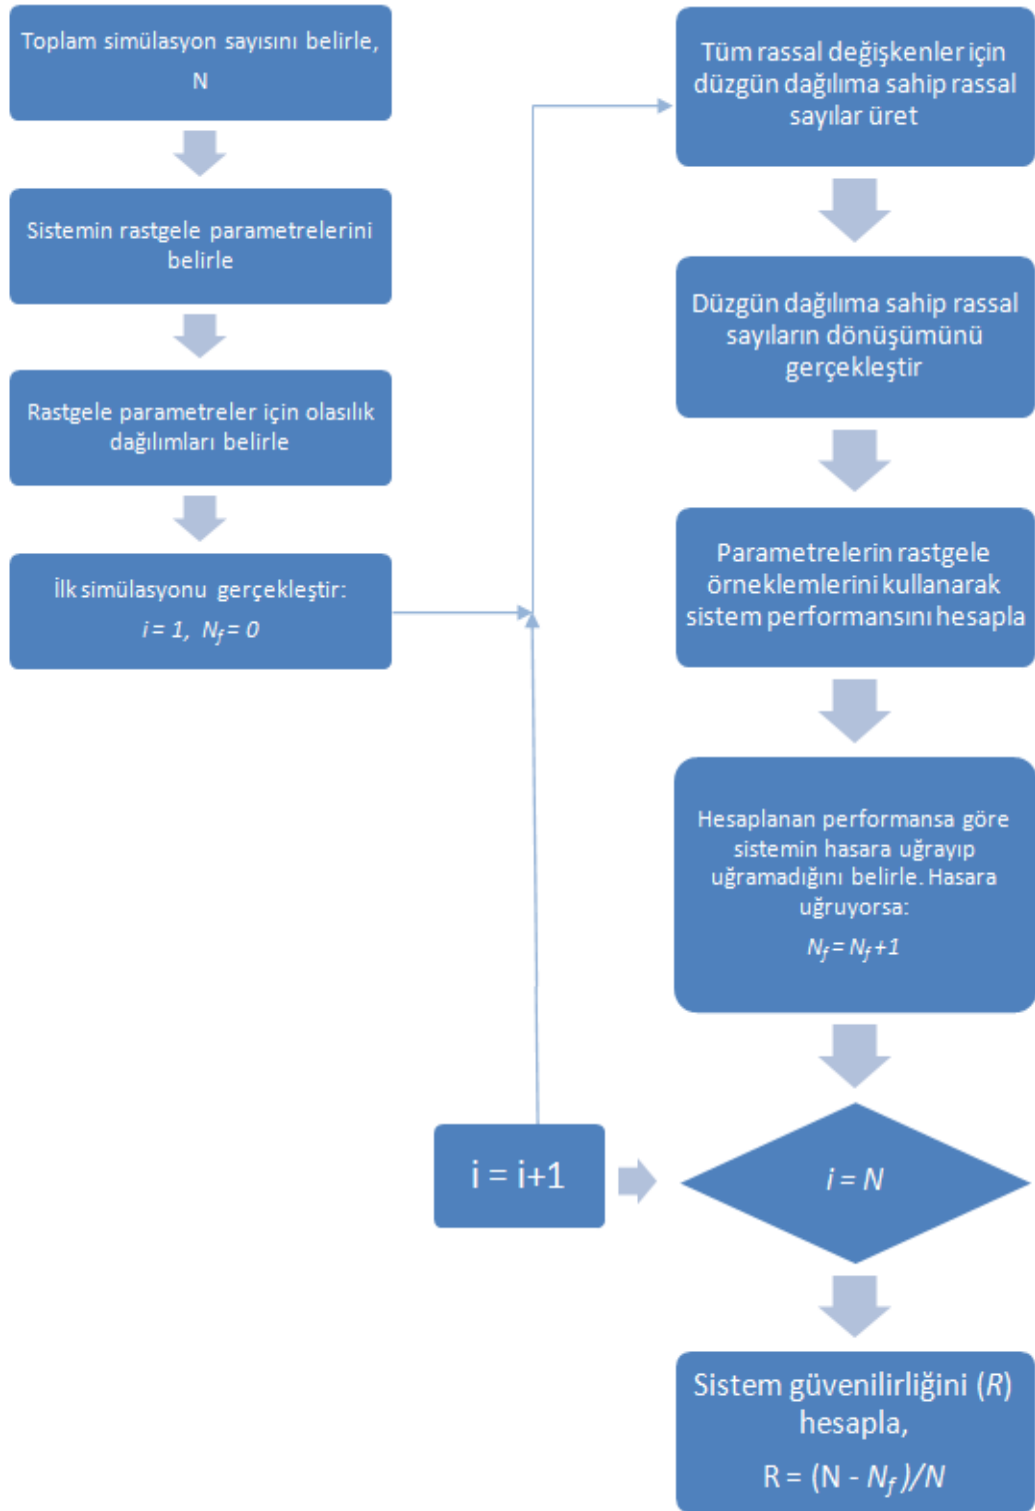 Toplam simülasyon sayısını belirle,
N
Sistemin rastgele parametrelerini
belirle
Rastgele parametreler için olasılık
dağılımları belirle
İlk simülasyonu gerçekleştir:
i = 1, Nf = 0
Tüm rassal değişkenler için
düzgün dağılıma sahip rassal
sayılar üret
Düzgün dağılıma sahip rassal
sayıların dönüşümünü
gerçekleştir
Parametrelerin rastgele
örneklemlerini kullanarak
sistem performansını hesapla
Hesaplanan performansa göre
sistemin hasara uğrayıp
uğramadığını belirle. Hasara
uğruyorsa:
Nf = Nf +1
i = i+1
i = N
Sistem güvenilirliğini (R)
hesapla,
R = (N - Nf )/N